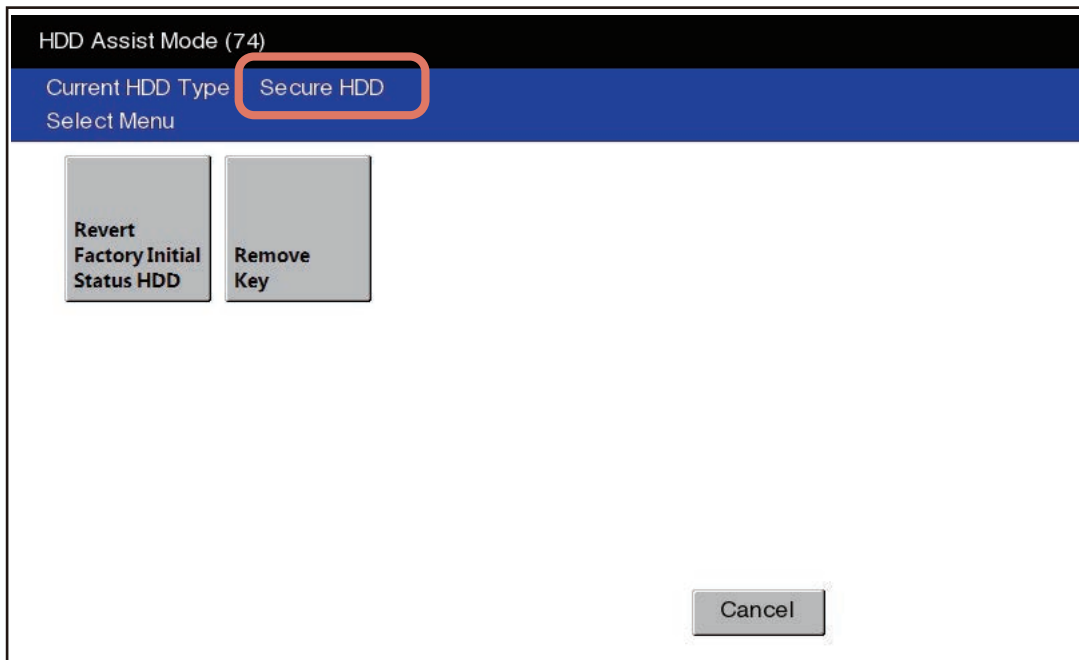 HDD Assist Mode (74)
Current HDD Type Secure HDD
Select Menu
Revert
Factory Initial
Status HDD
Remove
Key
Cancel